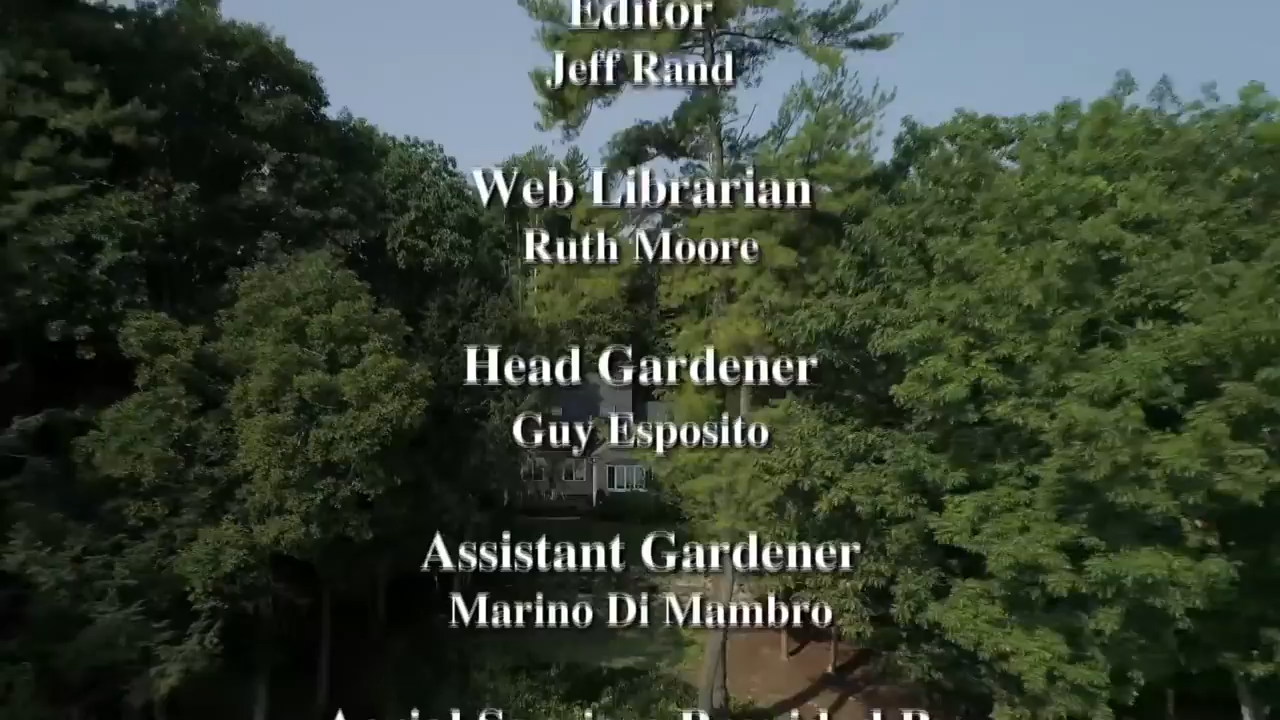 Editor
Jeff Rand
Web Librarian
Ruth Moore
Head Gardener
Guy Esposito
Assistant Gardener
Marino Di Mambro